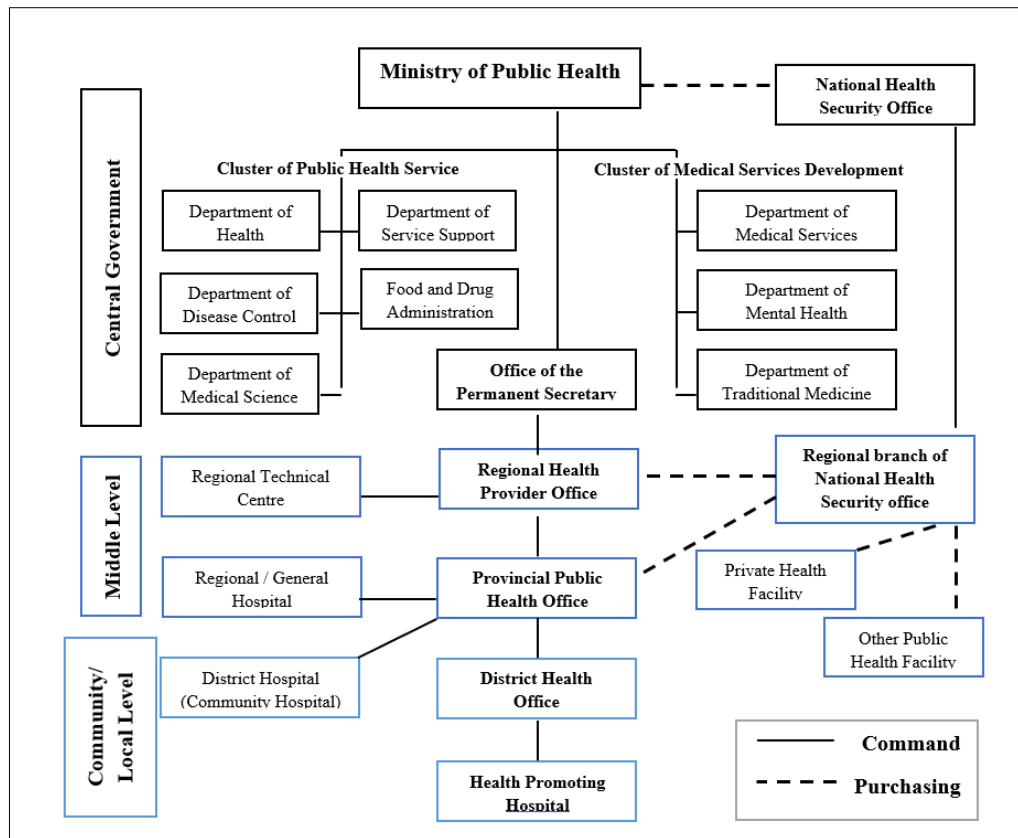 Ministry of Public Health
National Health
Security Office
Central Government
Cluster of Public Health Service
Cluster of Medical Services Development
Department of
Health
Department of
Service Support
Department of
Medical Services
Department of
Disease Control
Food and Drug
Administration
Department of
Mental Health
Department of
Medical Science
Office of the
Permanent Secretary
Department of
Traditional Medicine
Middle Level
Regional Technical
Centre
Regional Health
Provider Office
Regional branch of
National Health
Security office
Regional / General
Hospital
Provincial Public
Health Office
Private Health
Facility
Other Public
Health Facility
Community/
Local Level
District Hospital
(Community Hospital)
District Health
Office
Health Promoting
Hospital
Command
Purchasing